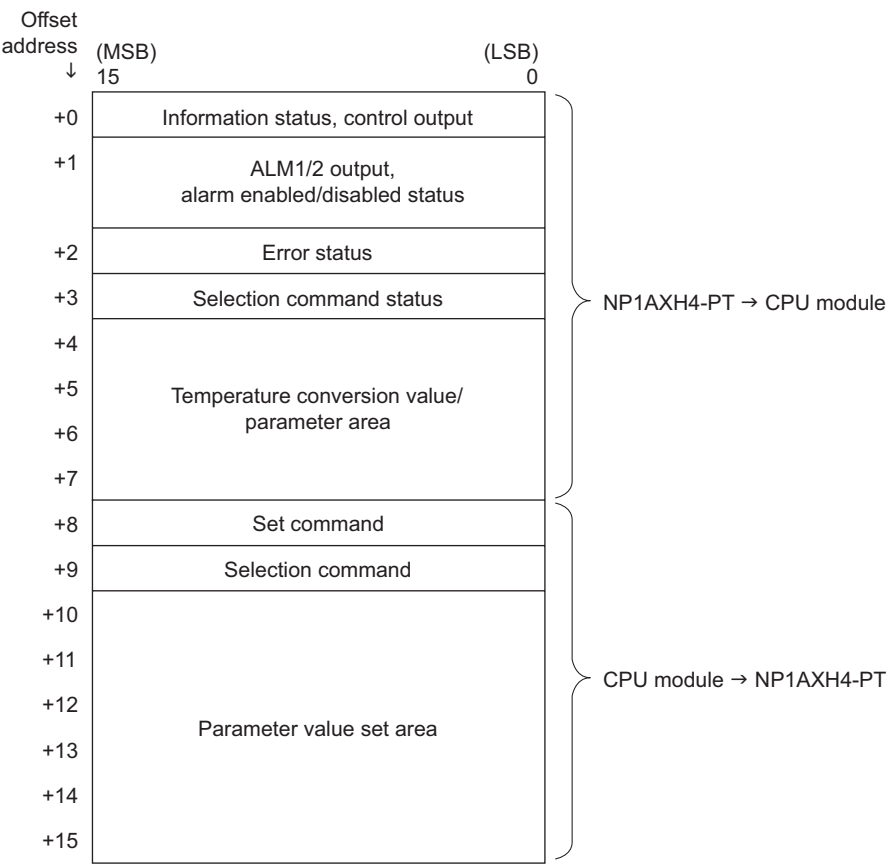 Offset
address
↓
(MSB)
(LSB)
15
0
+0
Information status, control output
+1
ALM1/2 output,
alarm enabled/disabled status
+2
Error status
+3
Selection command status
NP1AXH4-PT → CPU module
+4
+5
Temperature conversion value/
parameter area
+6
+7
+8
Set command
+9
Selection command
+10
+11
CPU module → NP1AXH4-PT
+12
Parameter value set area
+13
+14
+15